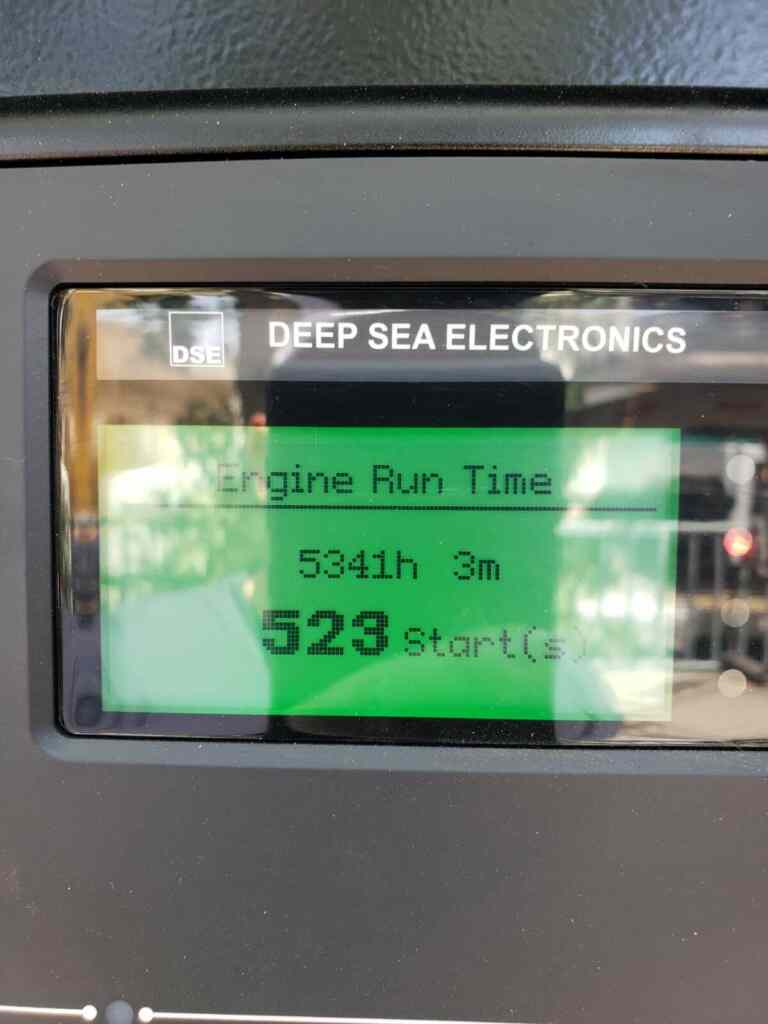 DSE
DEEP SEA ELECTRONICS
Engine Run Time
5341h 3m
523 Start(s)